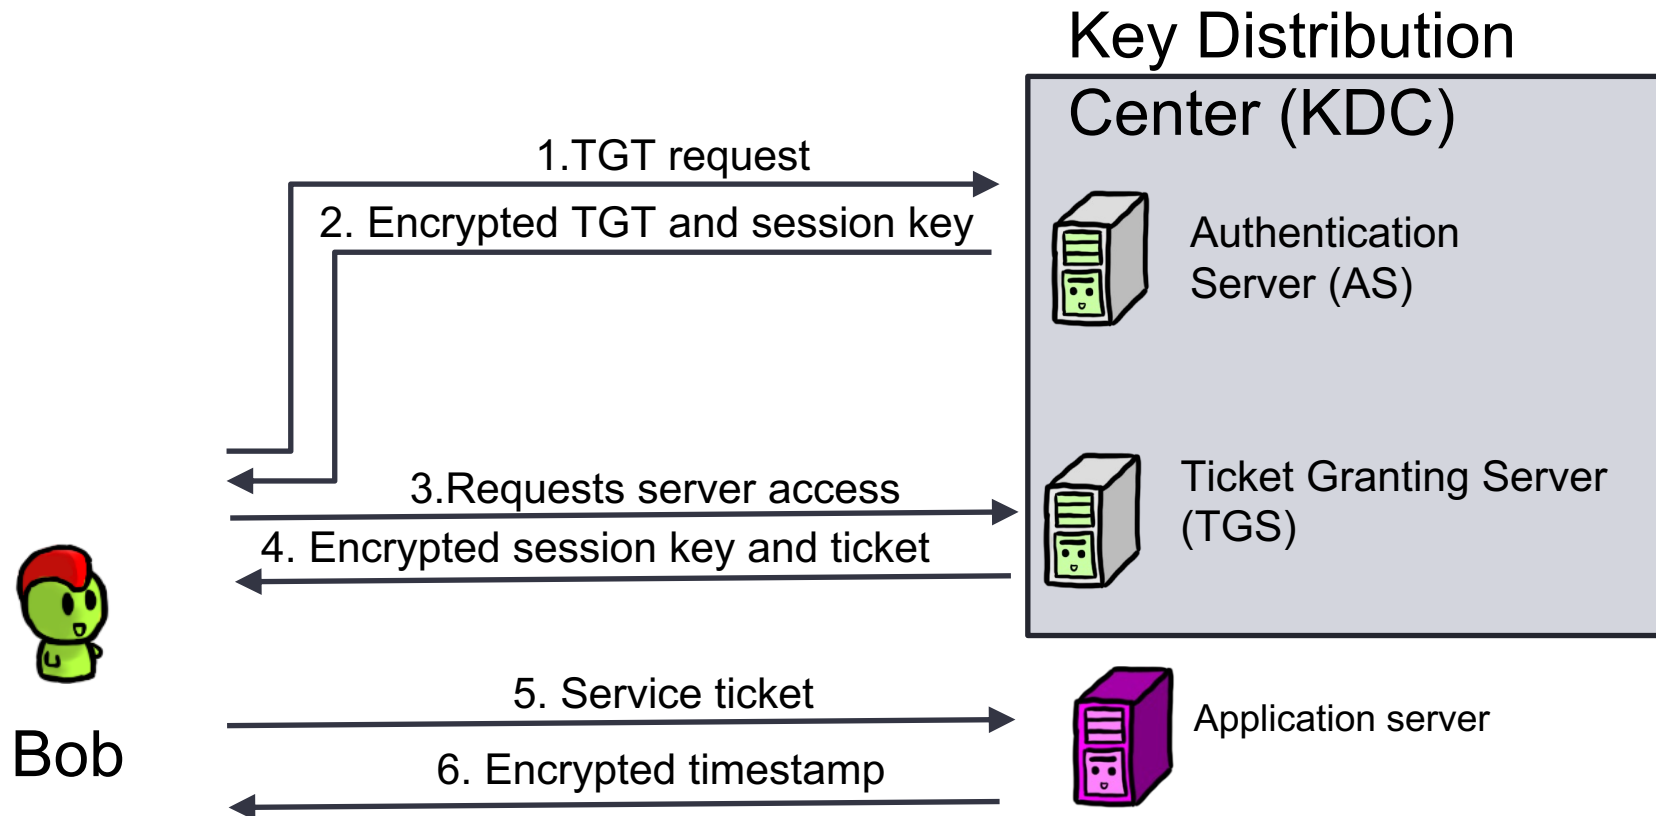 Key Distribution
Center (KDC)
1.TGT request
2. Encrypted TGT and session key
Authentication
Server (AS)
3.Requests server access
4. Encrypted session key and ticket
Ticket Granting Server
(TGS)
5. Service ticket
6. Encrypted timestamp
Application server
Bob